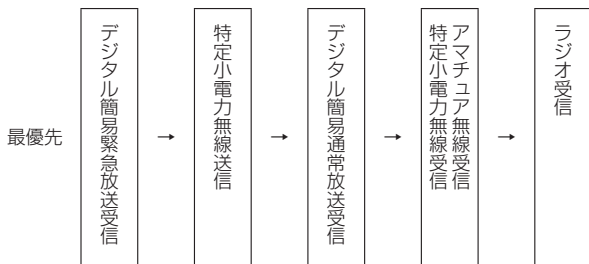 最優先
デジタル簡易緊急放送受信
→
特定小電力無線送信
→
デジタル簡易通常放送受信
→
アマチュア無線受信
特定小電力無線受信
→
ラジオ受信